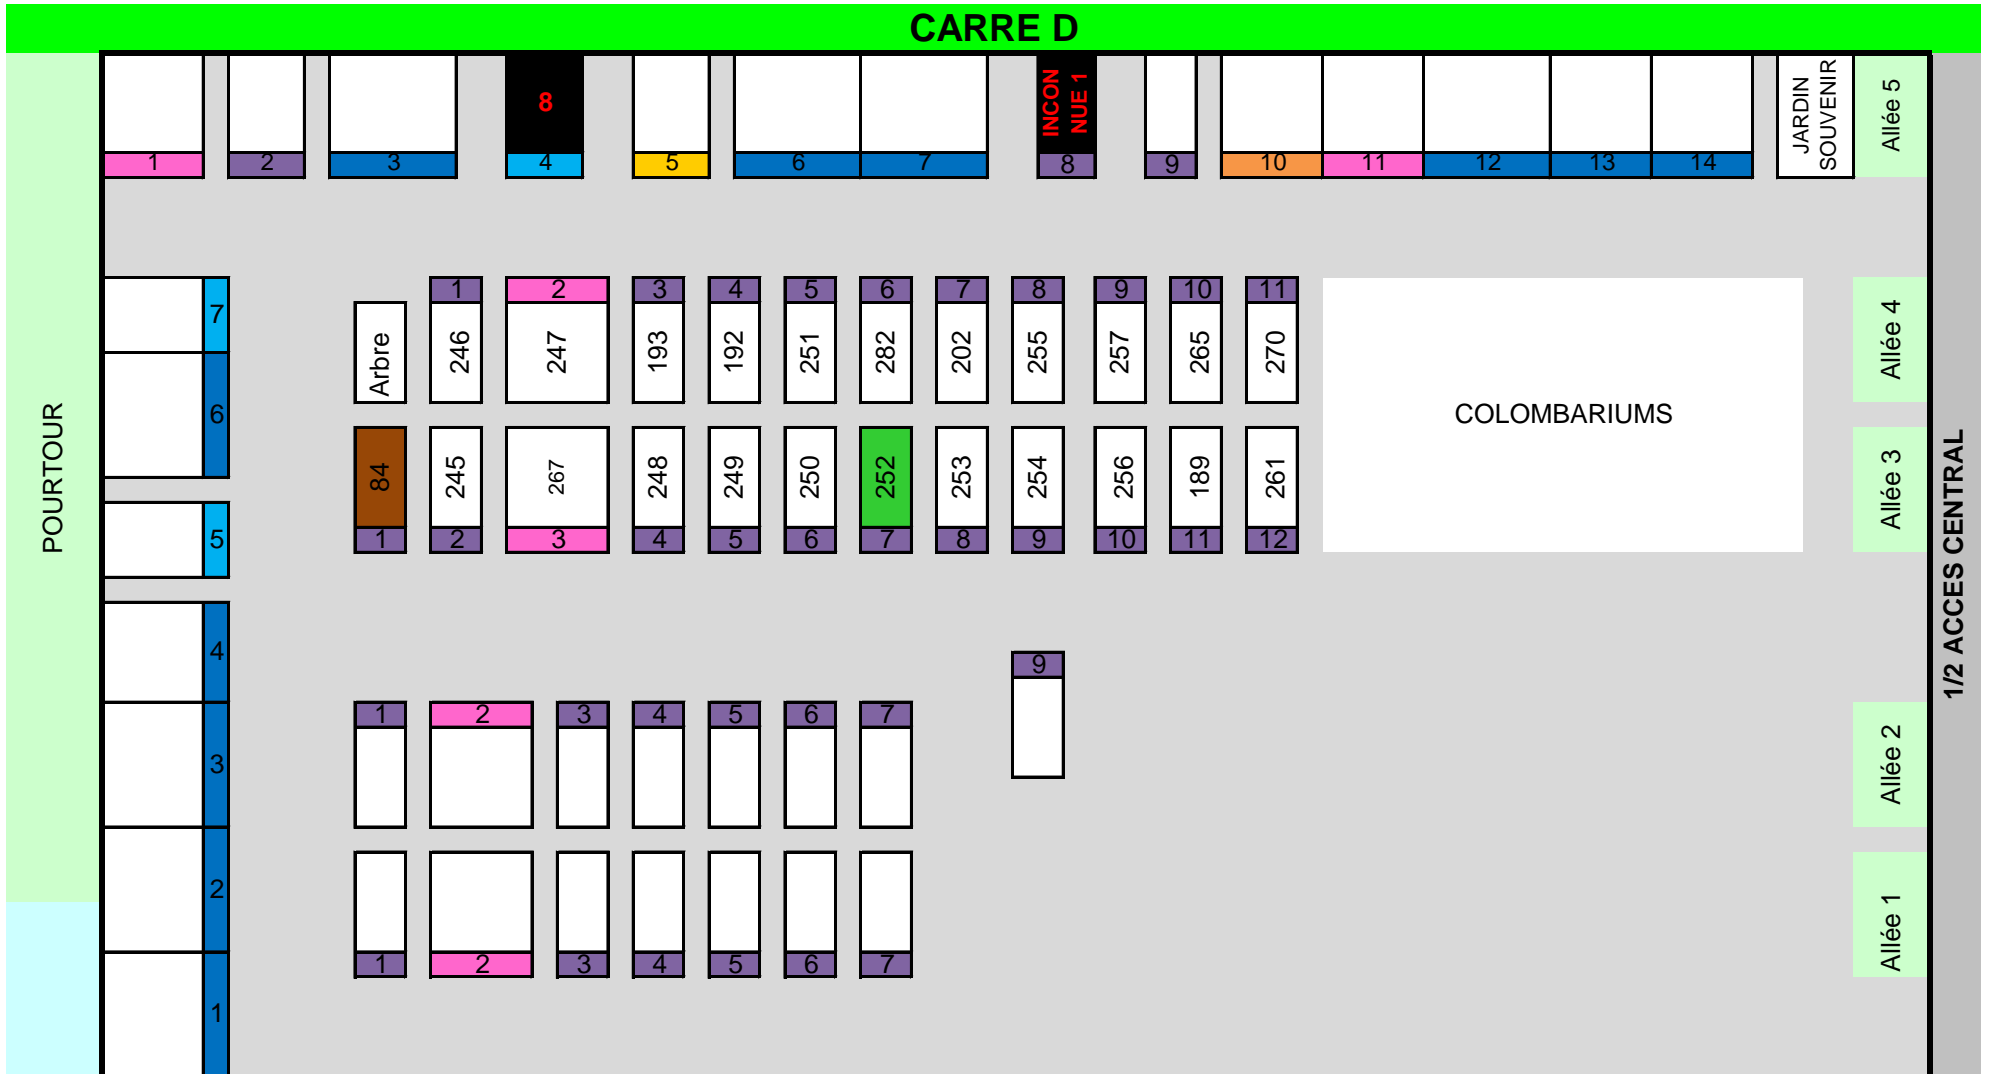 CARRE D
8
INCON
NUE 1
JARDIN
SOUVENIR
Allée 5
1 2 3 4 5 6 7 8 9 10 11 12 13 14
1 2 3 4 5 6 7 8 9 10 11
Arbre 246 247 193 192 251 282 202 255 257 265 270
Allée 4
COLOMBARIUMS
84 245 267 248 249 250 252 253 254 256 189 261
1 2 3 4 5 6 7 8 9 10 11 12
Allée 3
POURTOUR
7
6
5
4
3
2
1
1/2 ACCES CENTRAL
9
1 2 3 4 5 6 7
Allée 2
1 2 3 4 5 6 7
Allée 1